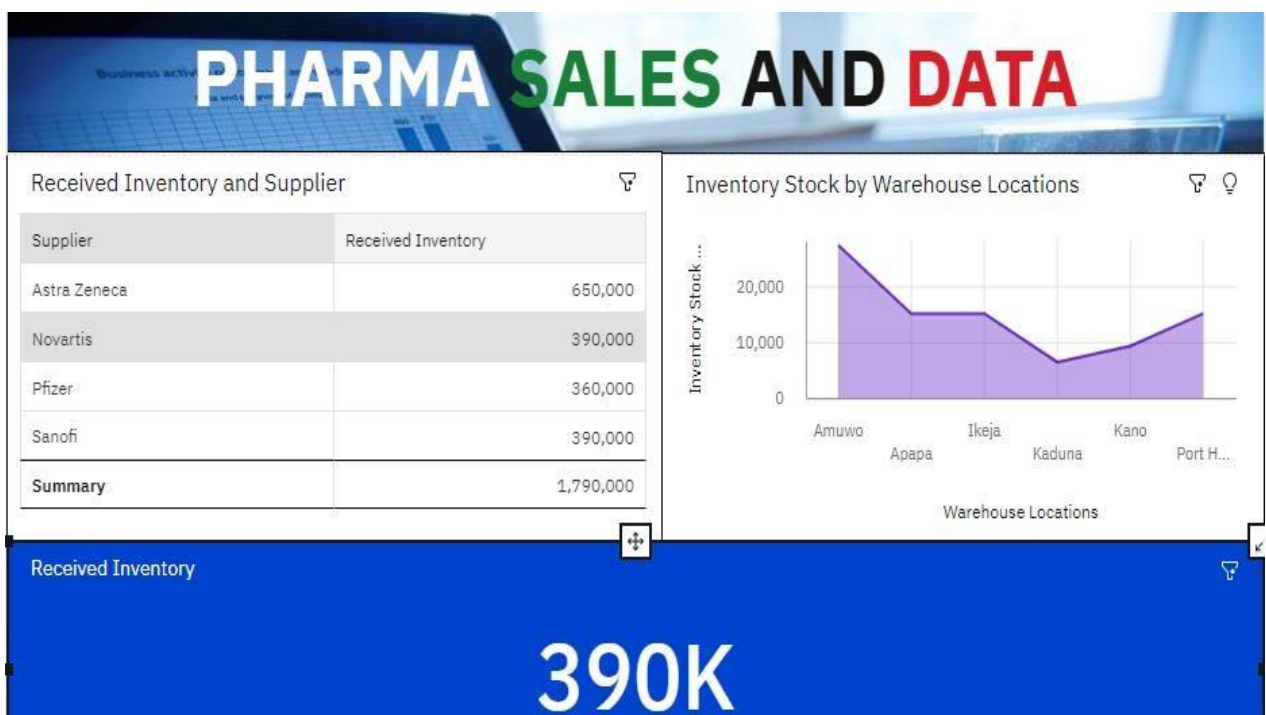 PHARMA SALES AND DATA
Received Inventory and Supplier
Supplier Received Inventory
Astra Zeneca 650,000
Novartis 390,000
Pfizer 360,000
Sanofi 390,000
Summary 1,790,000
Inventory Stock by Warehouse Locations
Inventory Stock ...
20,000
10,000
0
Amuwo
Apapa
Ikeja
Kaduna
Kano
Port H...
Warehouse Locations
Received Inventory
390K